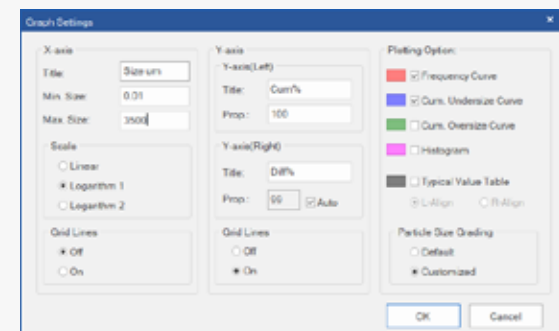 Graph Settings
X-axis
Title: Size um
Min. Size: 0.01
Max. Size: 3500
Scale
Linear
Logarithm 1
Logarithm 2
Grid Lines
Off
On
Y-axis
Y-axis(Left)
Title: Cum%
Prop.: 100
Y-axis(Right)
Title: Diff%
Prop.: 99 Auto
Grid Lines
Off
On
Plotting Option:
Frequency Curve
Cum. Undersize Curve
Cum. Oversize Curve
Histogram
Typical Value Table
L-Align R-Align
Particle Size Grading
Default
Customized
OK Cancel